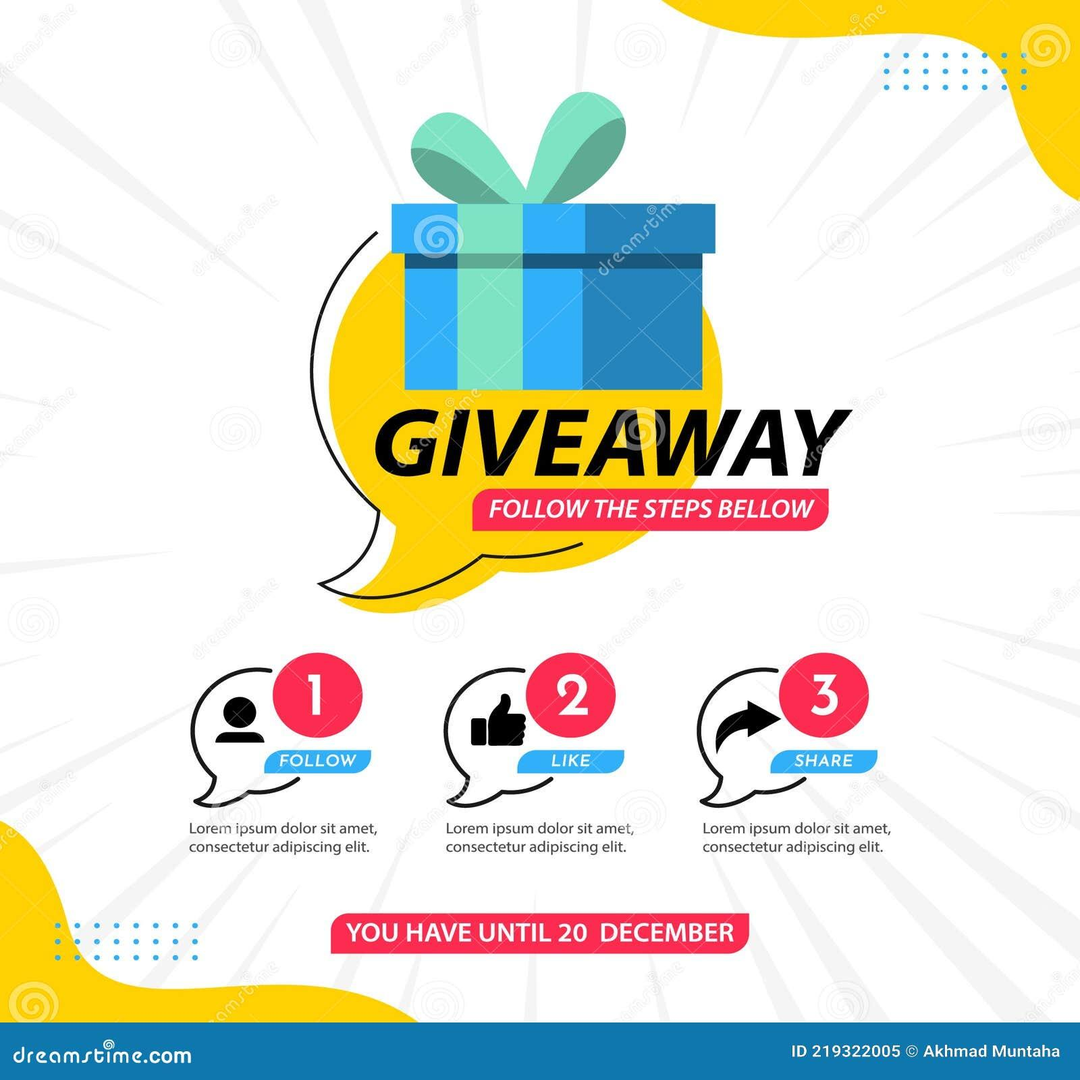 GIVEAWAY
FOLLOW THE STEPS BELLOW
1
FOLLOW
Lorem ipsum dolor sit amet,
consectetur adipiscing elit.
2
LIKE
Lorem ipsum dolor sit amet,
consectetur adipiscing elit.
3
SHARE
Lorem ipsum dolor sit amet,
consectetur adipiscing elit.
YOU HAVE UNTIL 20 DECEMBER
dreamstime.com
ID 219322005 © Akhmad Muntaha